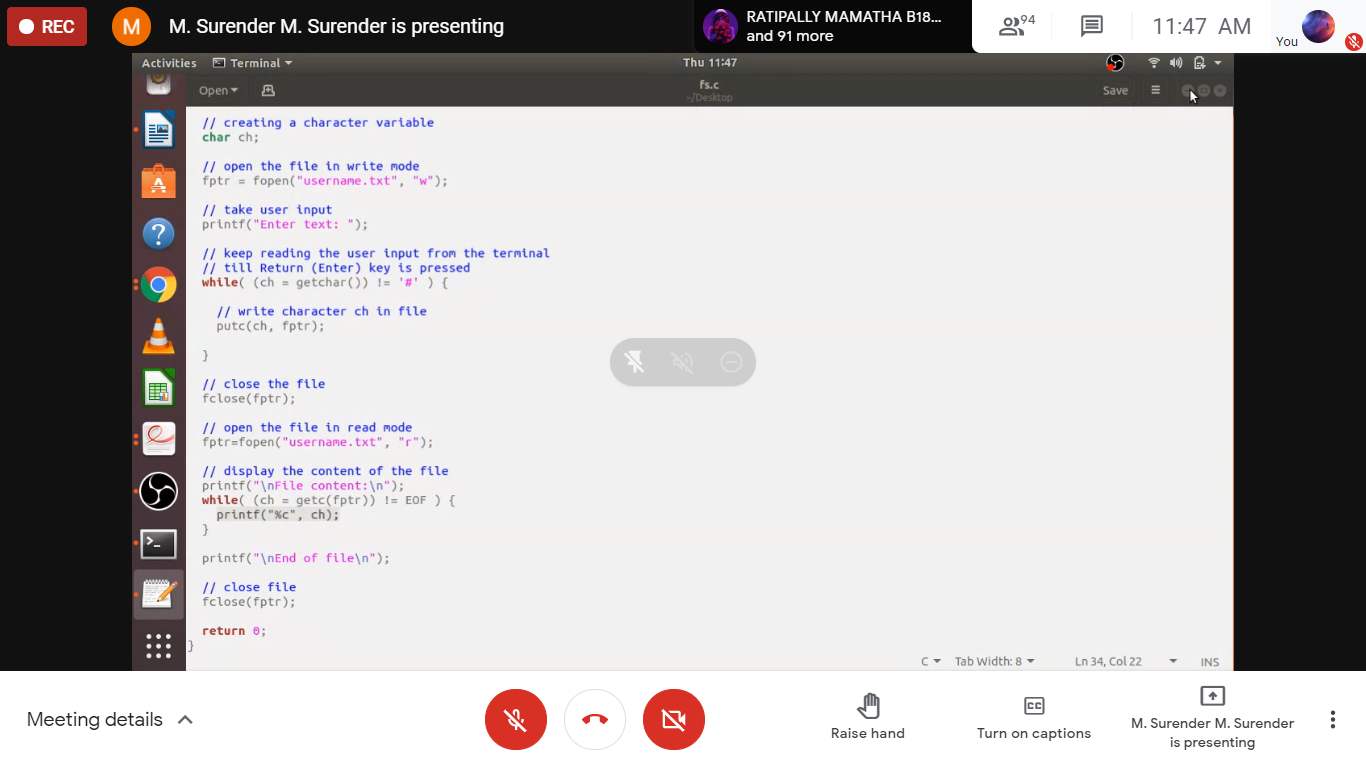 REC
M
M. Surender M. Surender is presenting
RATIPALLY MAMATHA B18...
and 91 more
94
11:47 AM
You
Activities
Terminal
Thu 11:47
Open
fs.c
~/Desktop
Save
// creating a character variable
char ch;
// open the file in write mode
fptr = fopen("username.txt", "w");
// take user input
printf("Enter text: ");
// keep reading the user input from the terminal
// till Return (Enter) key is pressed
while( (ch = getchar()) != '#' ) {
// write character ch in file
putc(ch, fptr);
}
// close the file
fclose(fptr);
// open the file in read mode
fptr=fopen("username.txt", "r");
// display the content of the file
printf("\nFile content:\n");
while( (ch = getc(fptr)) != EOF ) {
printf("%c", ch);
}
printf("\nEnd of file\n");
// close file
fclose(fptr);
return 0;
}
C
Tab Width: 8
Ln 34, Col 22
INS
Meeting details
Raise hand
CC
Turn on captions
M. Surender M. Surender
is presenting